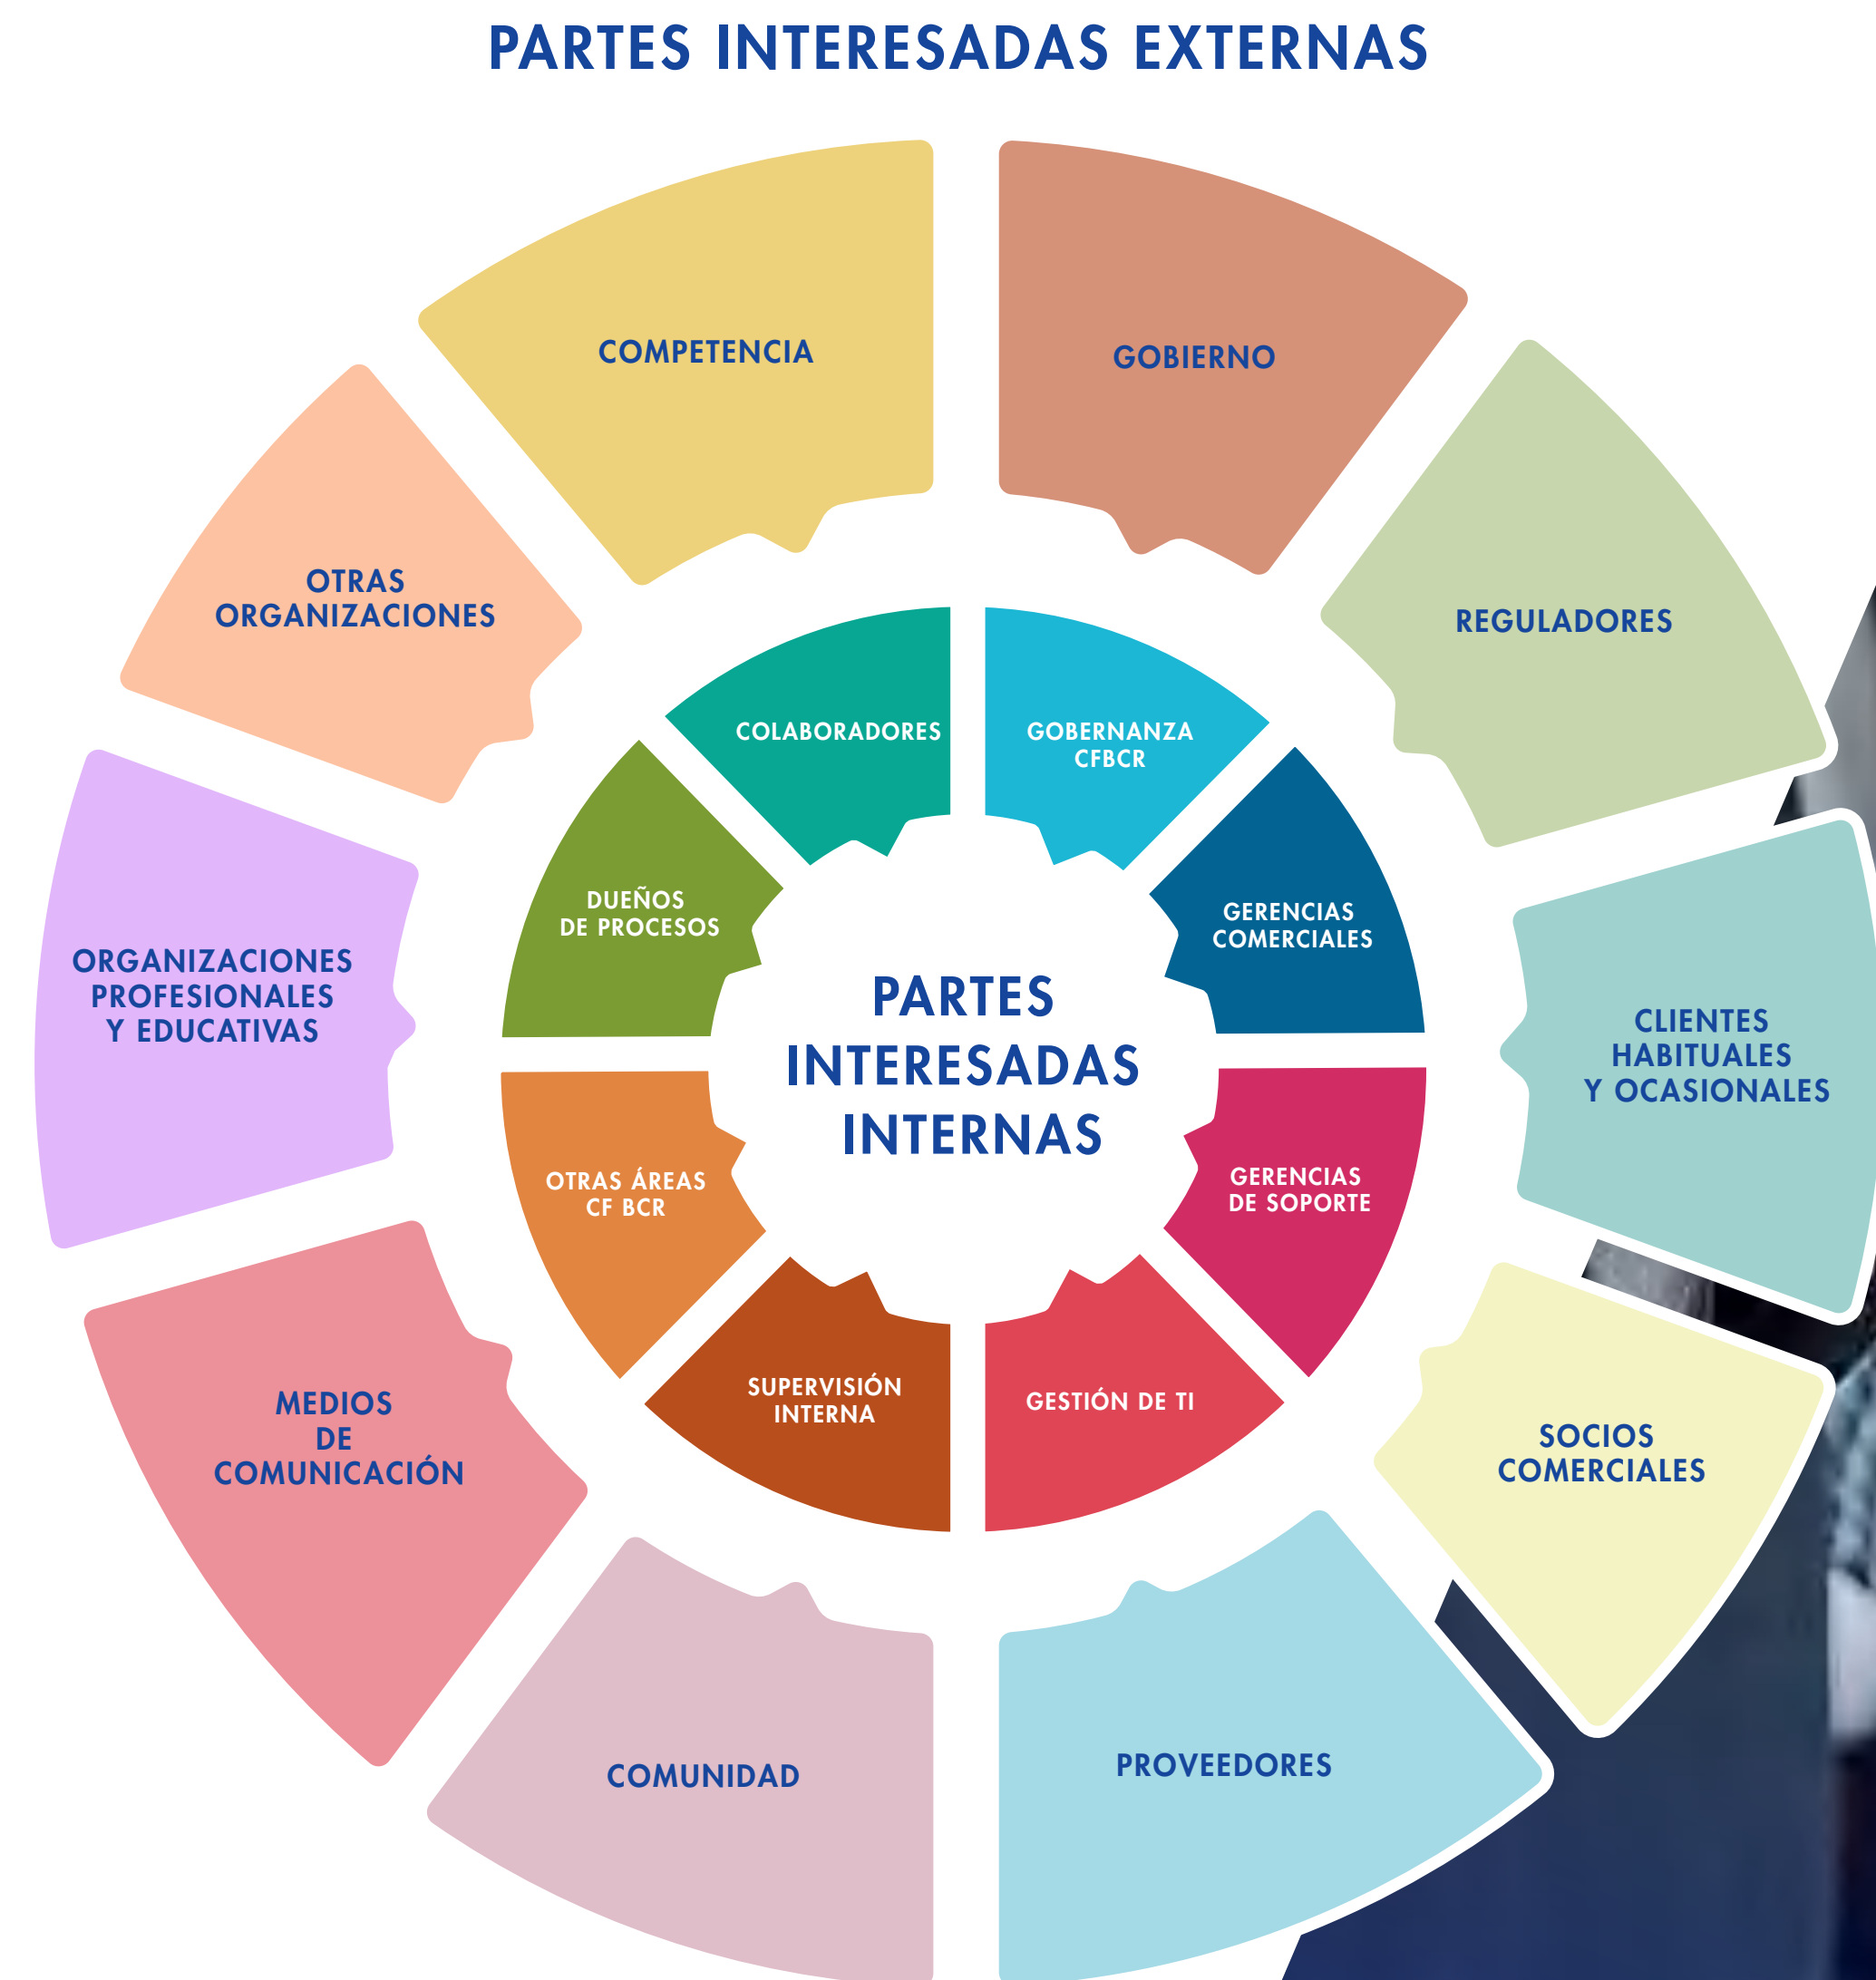 PARTES INTERESADAS EXTERNAS
COMPETENCIA
GOBIERNO
OTRAS
ORGANIZACIONES
REGULADORES
COLABORADORES
GOBERNANZA
CFBCR
DUEÑOS
DE PROCESOS
GERENCIAS
COMERCIALES
ORGANIZACIONES
PROFESIONALES
Y EDUCATIVAS
PARTES
INTERESADAS
INTERNAS
CLIENTES
HABITUALES
Y OCASIONALES
OTRAS ÁREAS
CF BCR
GERENCIAS
DE SOPORTE
SUPERVISIÓN
INTERNA
GESTIÓN DE TI
MEDIOS
DE
COMUNICACIÓN
SOCIOS
COMERCIALES
COMUNIDAD
PROVEEDORES